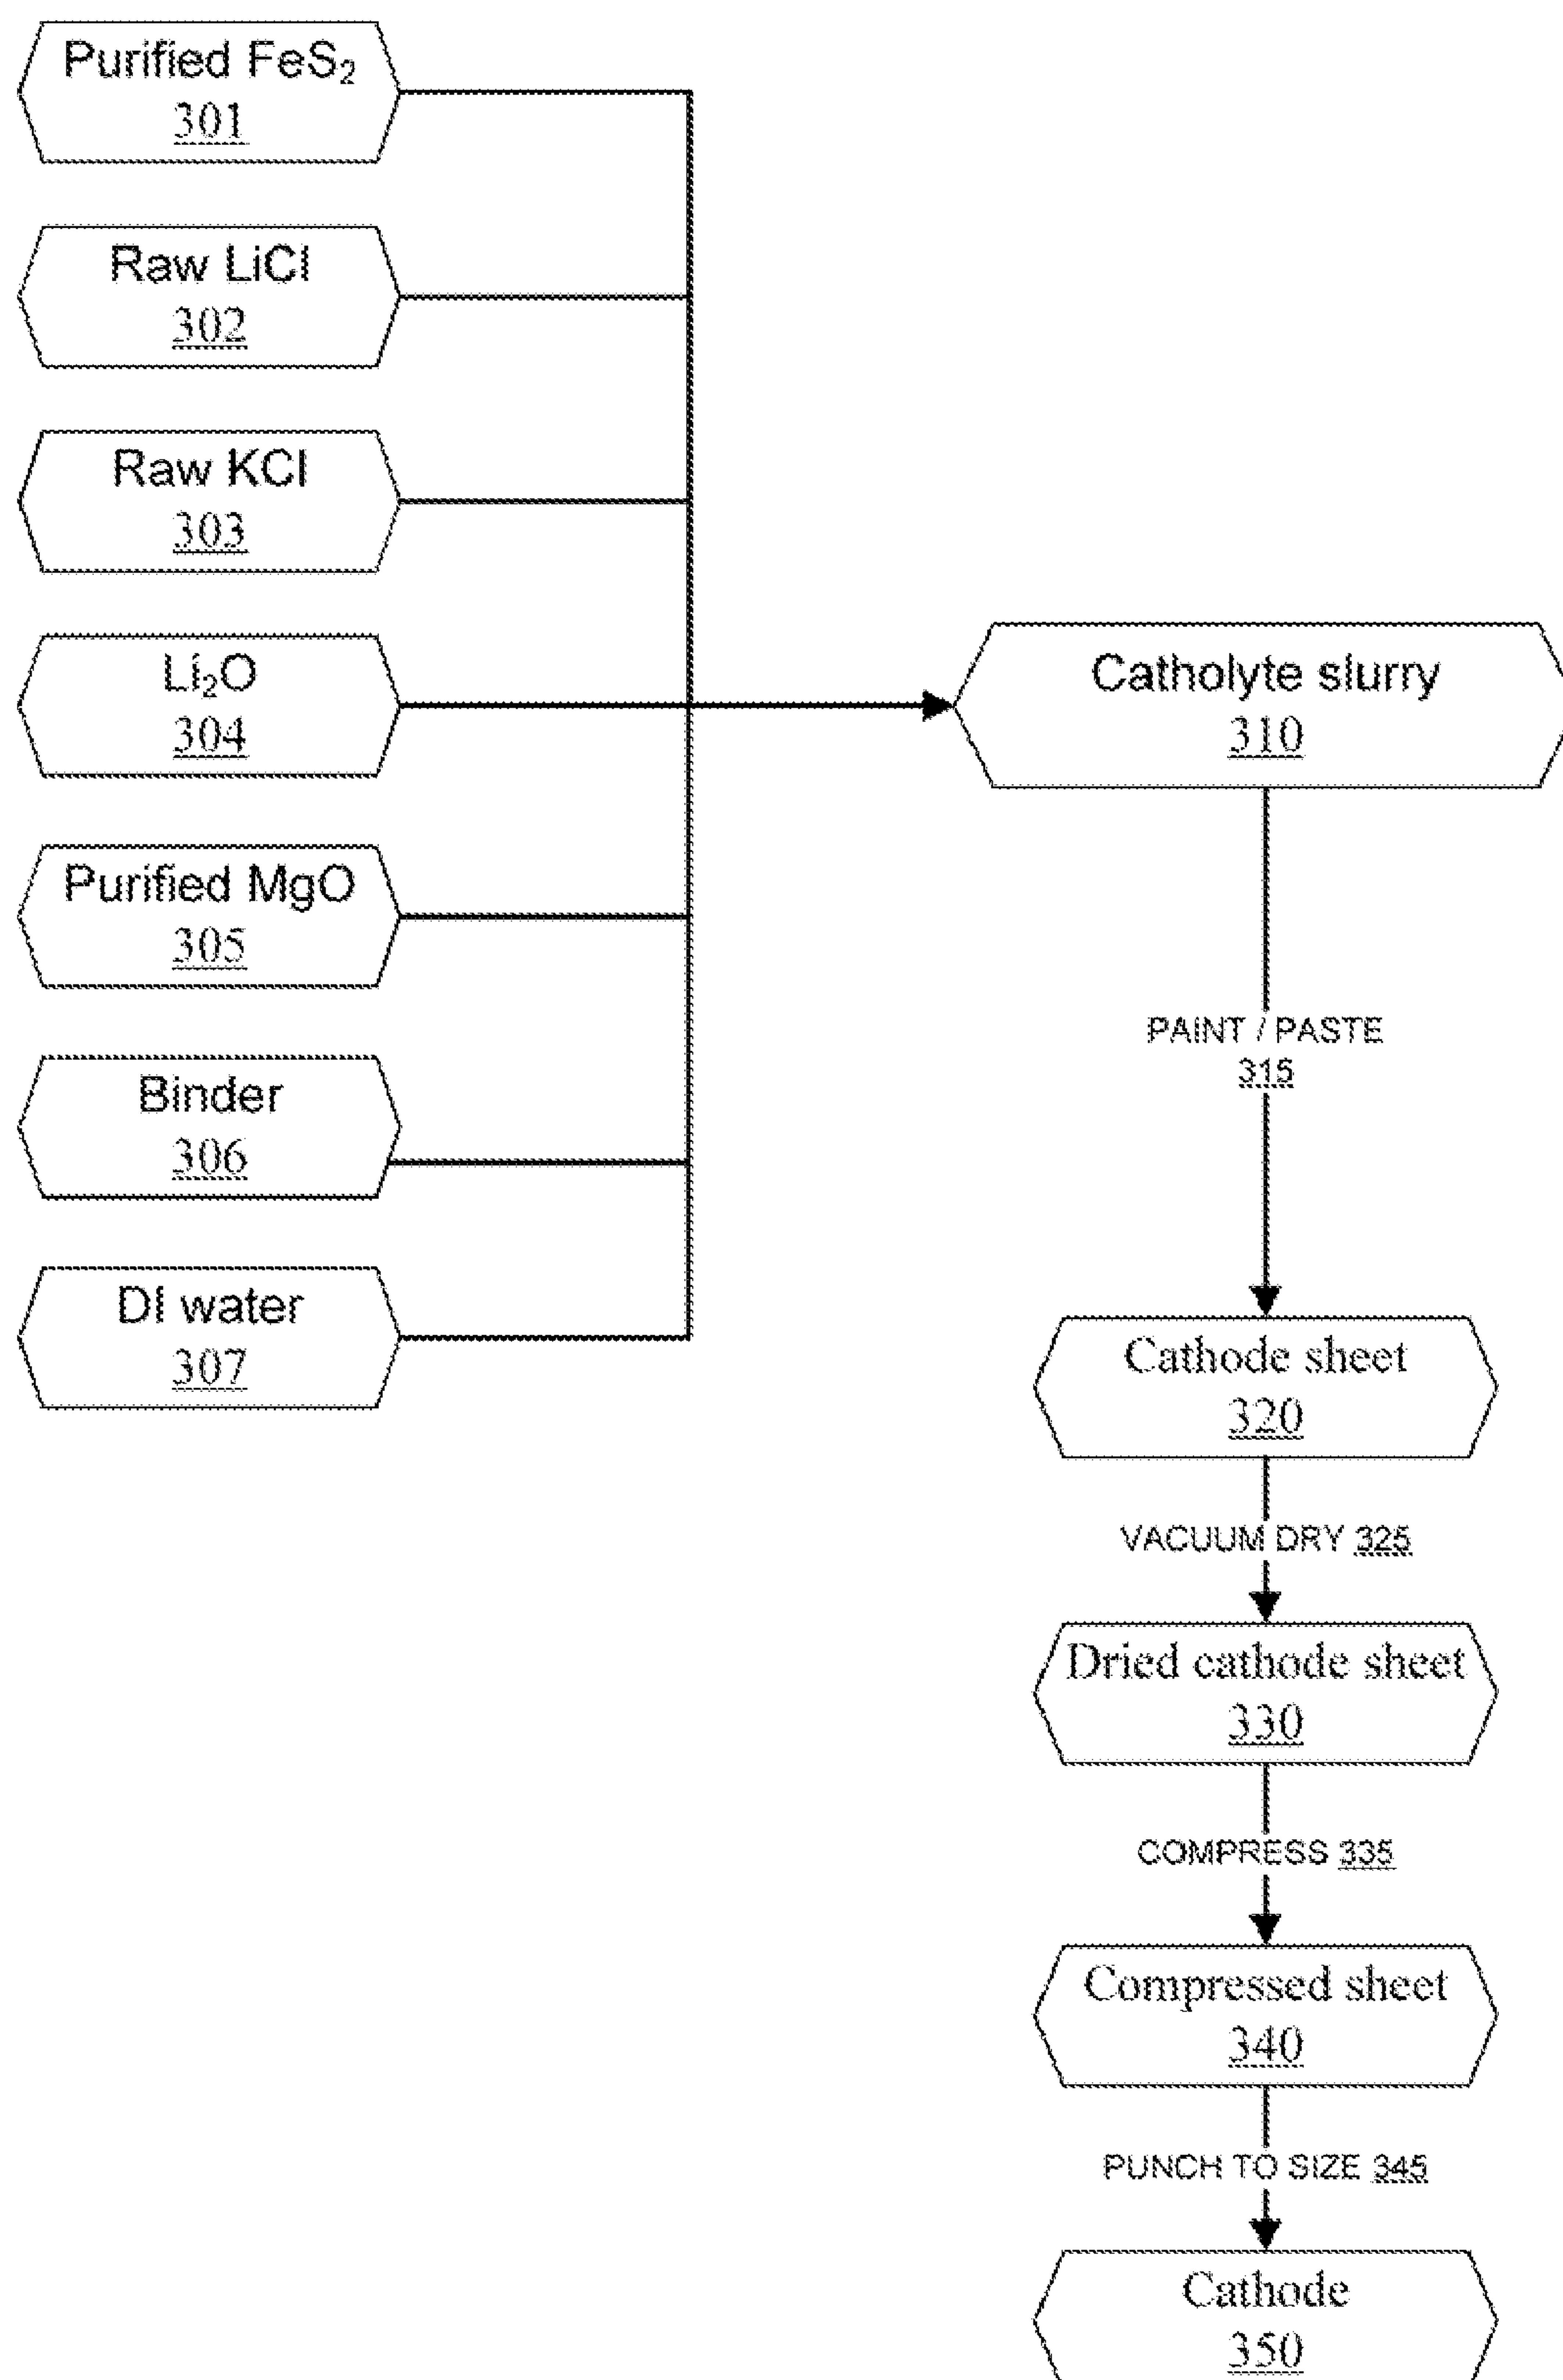 Purified FeS₂
301
Raw LiCl
302
Raw KCl
303
Li₂O
304
Purified MgO
305
Binder
306
DI water
307
Catholyte slurry
310
PAINT / PASTE
315
Cathode sheet
320
VACUUM DRY 325
Dried cathode sheet
330
COMPRESS 335
Compressed sheet
340
PUNCH TO SIZE 345
Cathode
350